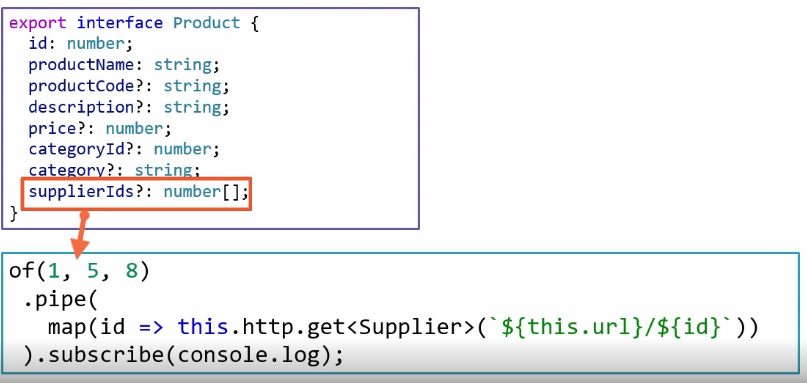 export interface Product {
id: number;
productName: string;
productCode?: string;
description?: string;
price?: number;
categoryId?: number;
category?: string;
supplierIds?: number[];
}
of(1, 5, 8)
.pipe(
map(id => this.http.get<Supplier>(`${this.url}/${id}`))
).subscribe(console.log);